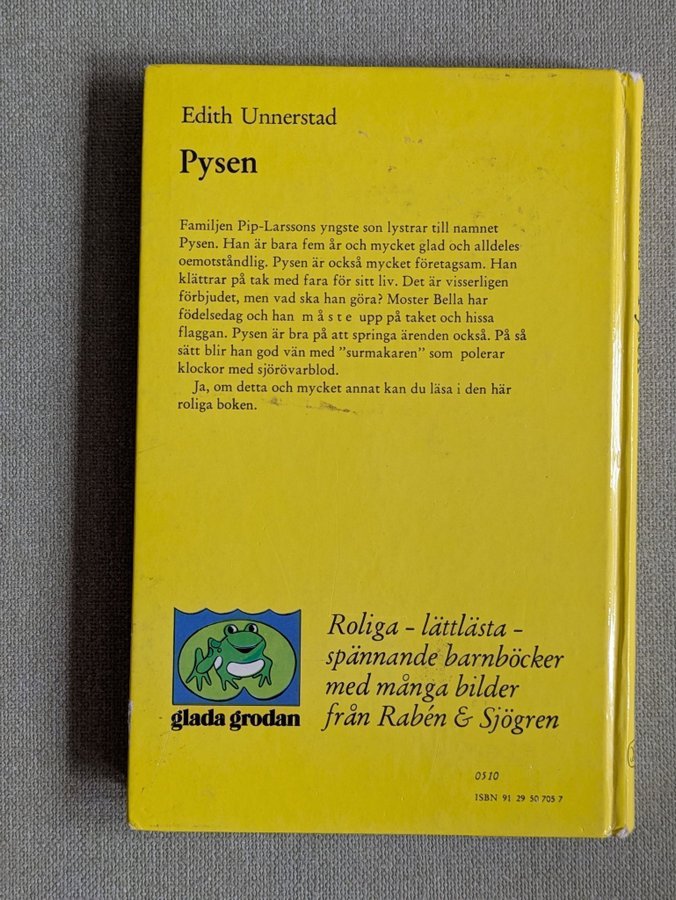 Edith Unnerstad
Pysen
Familjen Pip-Larssons yngste son lystrar till namnet
Pysen. Han är bara fem år och mycket glad och alldeles
oemotståndlig. Pysen är också mycket företagsam. Han
klättrar på tak med fara för sitt liv. Det är visserligen
förbjudet, men vad ska han göra? Moster Bella har
födelsedag och han m å s t e upp på taket och hissa
flaggan. Pysen är bra på att springa ärenden också. På så
sätt blir han god vän med ”surmakaren” som polerar
klockor med sjörövarblod.
Ja, om detta och mycket annat kan du läsa i den här
roliga boken.
glada grodan
Roliga – lättlästa –
spännande barnböcker
med många bilder
från Rabén & Sjögren
0510
ISBN 91 29 50 705 7